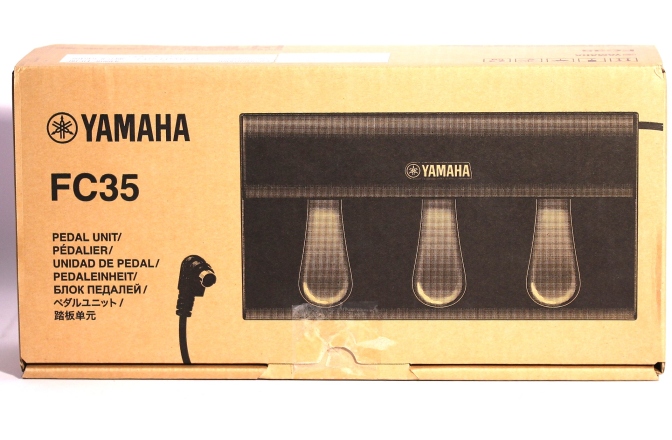 YAMAHA
FC35
PEDAL UNIT/
PÉDALIER/
UNIDAD DE PEDAL/
PEDALEINHEIT/
БЛОК ПЕДАЛЕЙ /
ペダルユニット /
踏板单元
YAMAHA